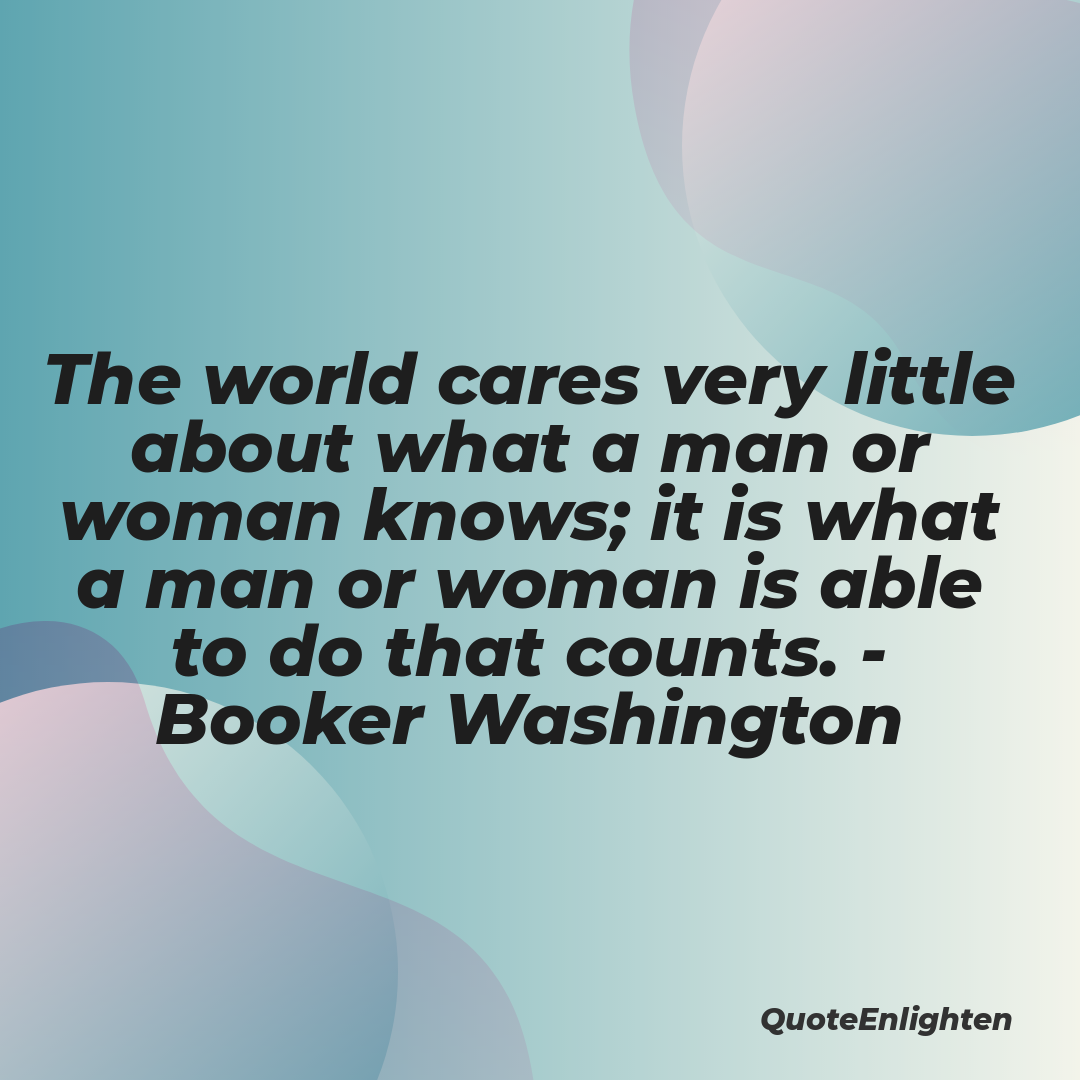 The world cares very little
about what a man or
woman knows; it is what
a man or woman is able
to do that counts. -
Booker Washington
QuoteEnlighten